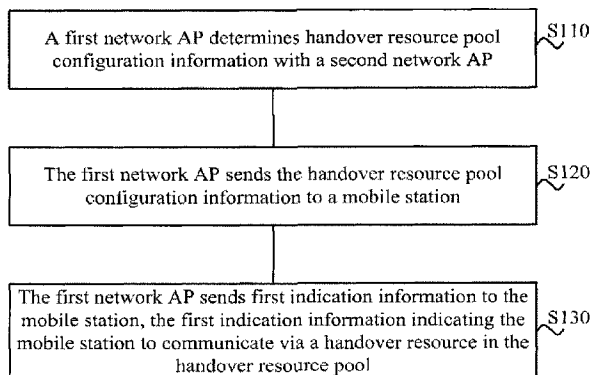 A first network AP determines handover resource pool
configuration information with a second network AP
S110
The first network AP sends the handover resource pool
configuration information to a mobile station
S120
The first network AP sends first indication information to the
mobile station, the first indication information indicating the
mobile station to communicate via a handover resource in the
handover resource pool
S130